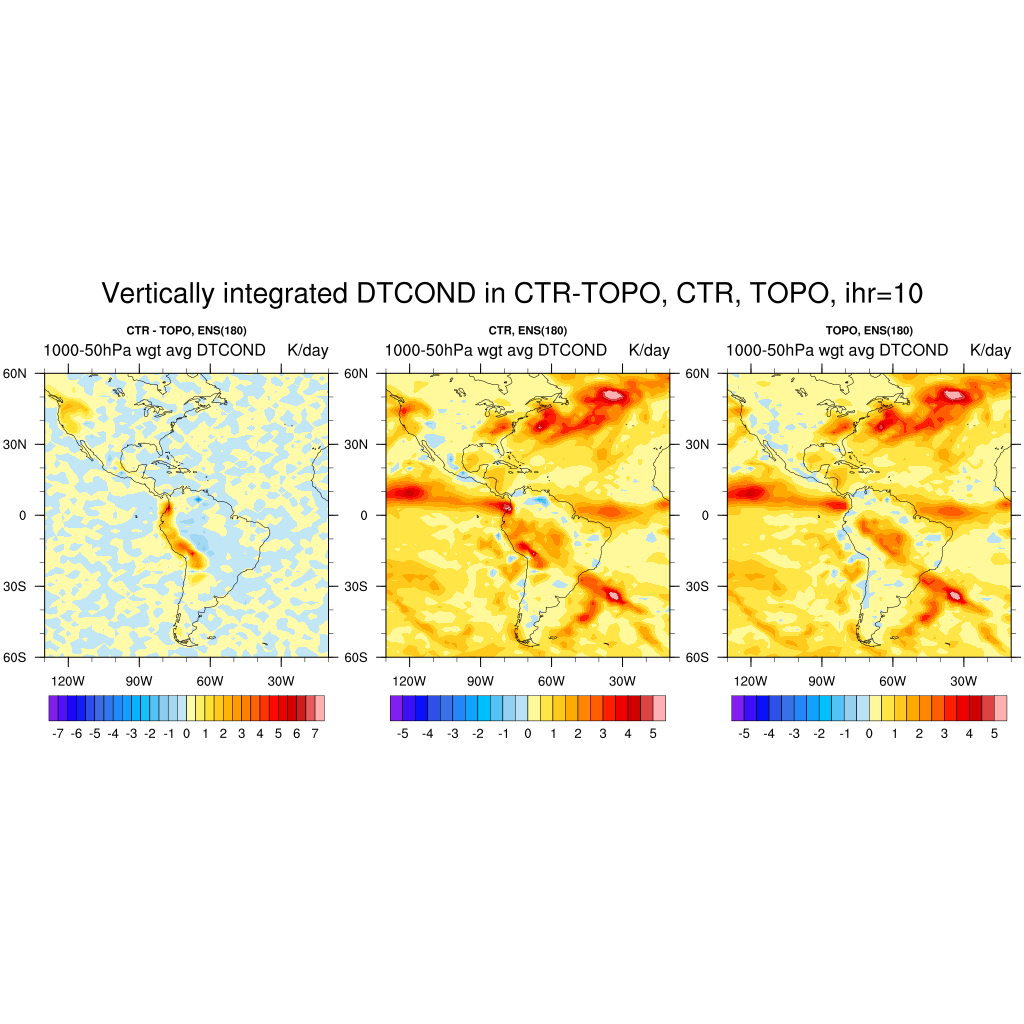 Vertically integrated DTCOND in CTR-TOPO, CTR, TOPO, ihr=10
CTR - TOPO, ENS(180)
1000-50hPa wgt avg DTCOND K/day
60N
30N
0
30S
60S
120W 90W 60W 30W
-7 -6 -5 -4 -3 -2 -1 0 1 2 3 4 5 6 7
CTR, ENS(180)
1000-50hPa wgt avg DTCOND K/day
60N
30N
0
30S
60S
120W 90W 60W 30W
-5 -4 -3 -2 -1 0 1 2 3 4 5
TOPO, ENS(180)
1000-50hPa wgt avg DTCOND K/day
60N
30N
0
30S
60S
120W 90W 60W 30W
-5 -4 -3 -2 -1 0 1 2 3 4 5